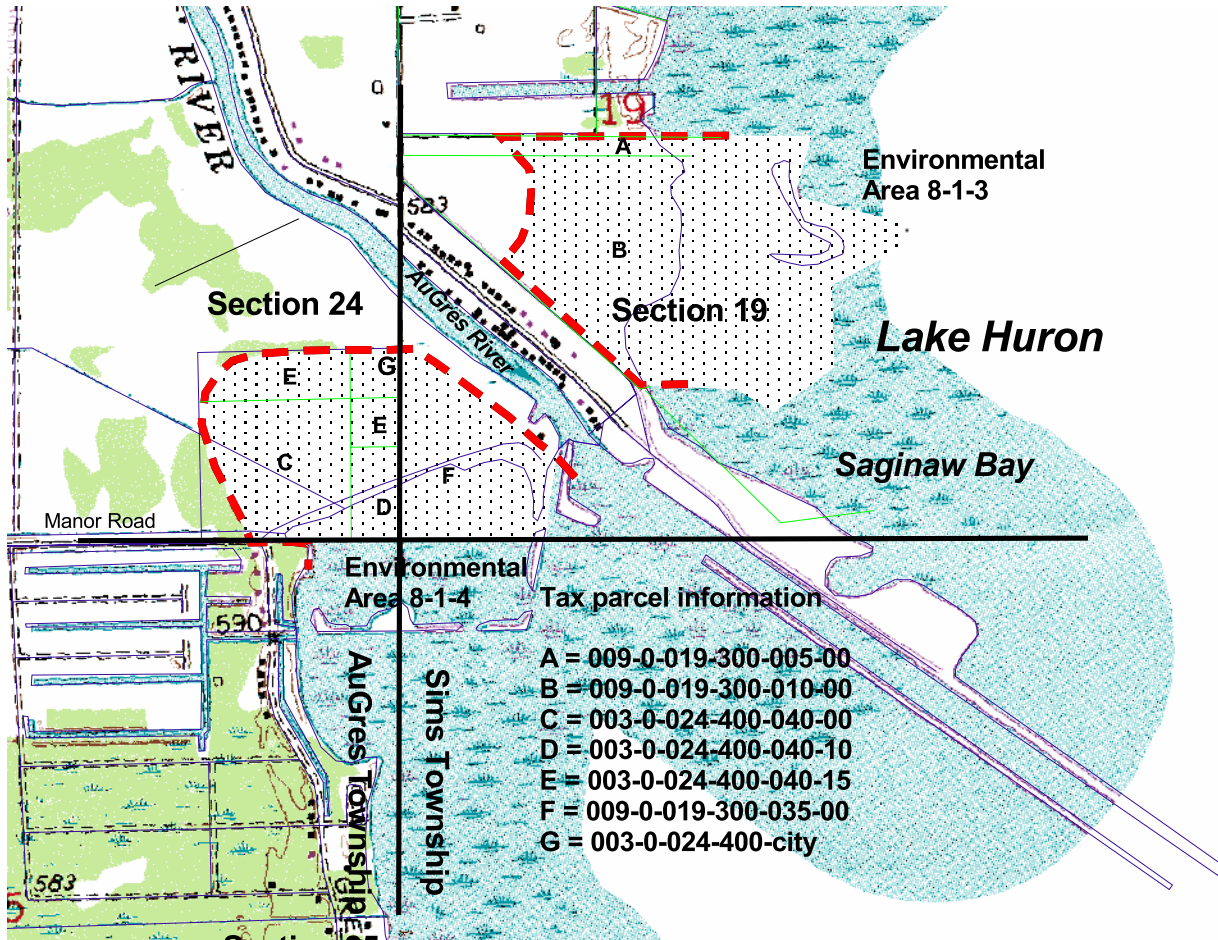 RIVER
19
A
Environmental
Area 8-1-3
583
B
Section 24
AuGres River
Section 19
Lake Huron
E
G
E
C
F
D
Saginaw Bay
Manor Road
Environmental
Area 8-1-4
590
AuGres Township
Sims Township
Tax parcel information
A = 009-0-019-300-005-00
B = 009-0-019-300-010-00
C = 003-0-024-400-040-00
D = 003-0-024-400-040-10
E = 003-0-024-400-040-15
F = 009-0-019-300-035-00
G = 003-0-024-400-city
583